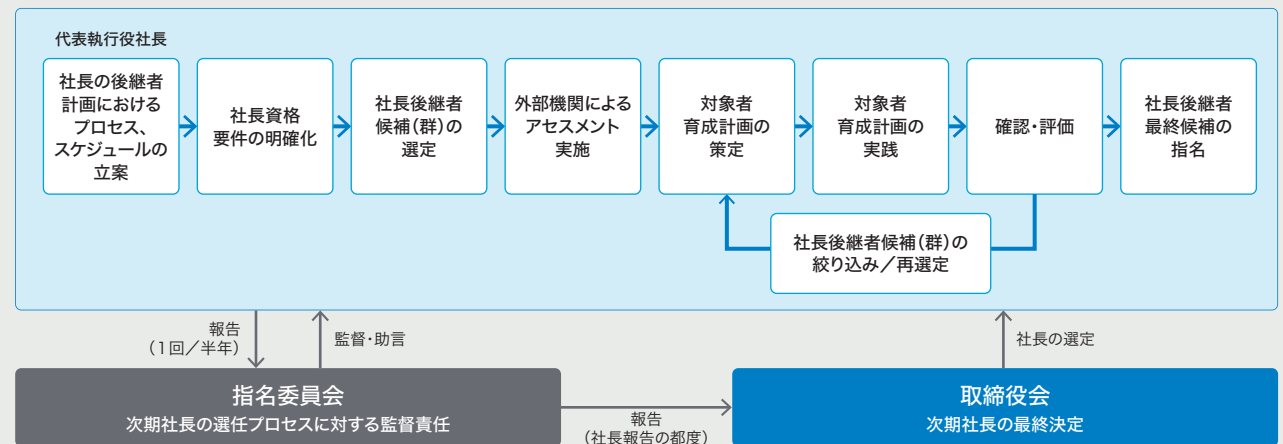 代表執行役社長
社長の後継者
計画における
プロセス、
スケジュールの
立案
社長資格
要件の明確化
社長後継者
候補(群)の
選定
外部機関による
アセスメント
実施
対象者
育成計画の
策定
対象者
育成計画の
実践
確認・評価
社長後継者
最終候補の
指名
社長後継者候補(群)の
絞り込み／再選定
報告
(1回／半年)
監督・助言
社長の選定
指名委員会
次期社長の選任プロセスに対する監督責任
報告
(社長報告の都度)
取締役会
次期社長の最終決定